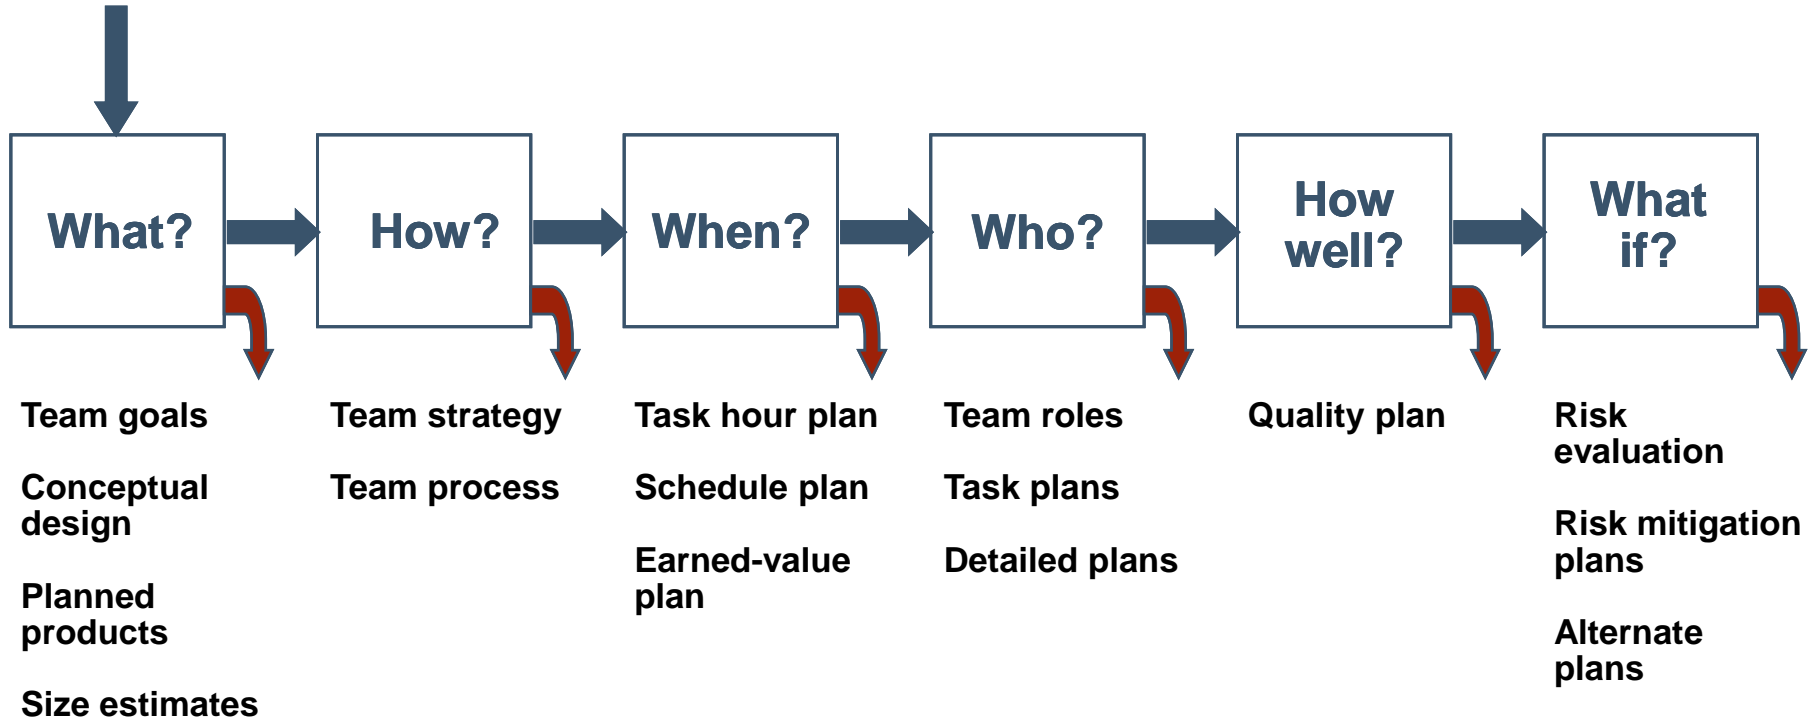 What?
How?
When?
Who?
How
well?
What
if?
Team goals
Conceptual
design
Planned
products
Size estimates
Team strategy
Team process
Task hour plan
Schedule plan
Earned-value
plan
Team roles
Task plans
Detailed plans
Quality plan
Risk
evaluation
Risk mitigation
plans
Alternate
plans